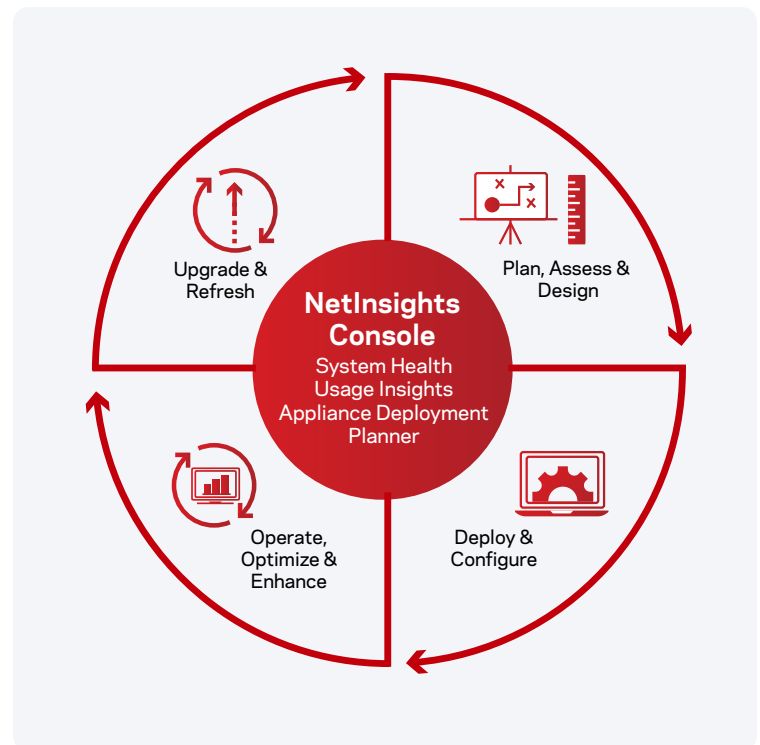 Upgrade &
Refresh
Plan, Assess &
Design
NetInsights
Console
System Health
Usage Insights
Appliance Deployment
Planner
Operate,
Optimize &
Enhance
Deploy &
Configure